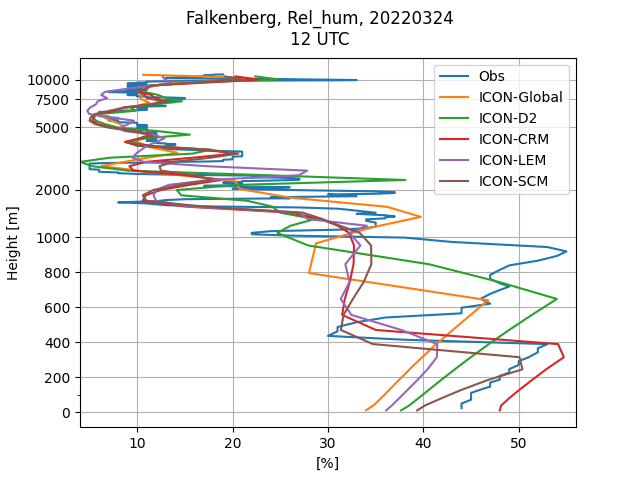 Falkenberg, Rel_hum, 20220324
12 UTC
Obs
ICON-Global
ICON-D2
ICON-CRM
ICON-LEM
ICON-SCM
Height [m]
10000
7500
5000
2000
1000
800
600
400
200
0
10 20 30 40 50
[%]